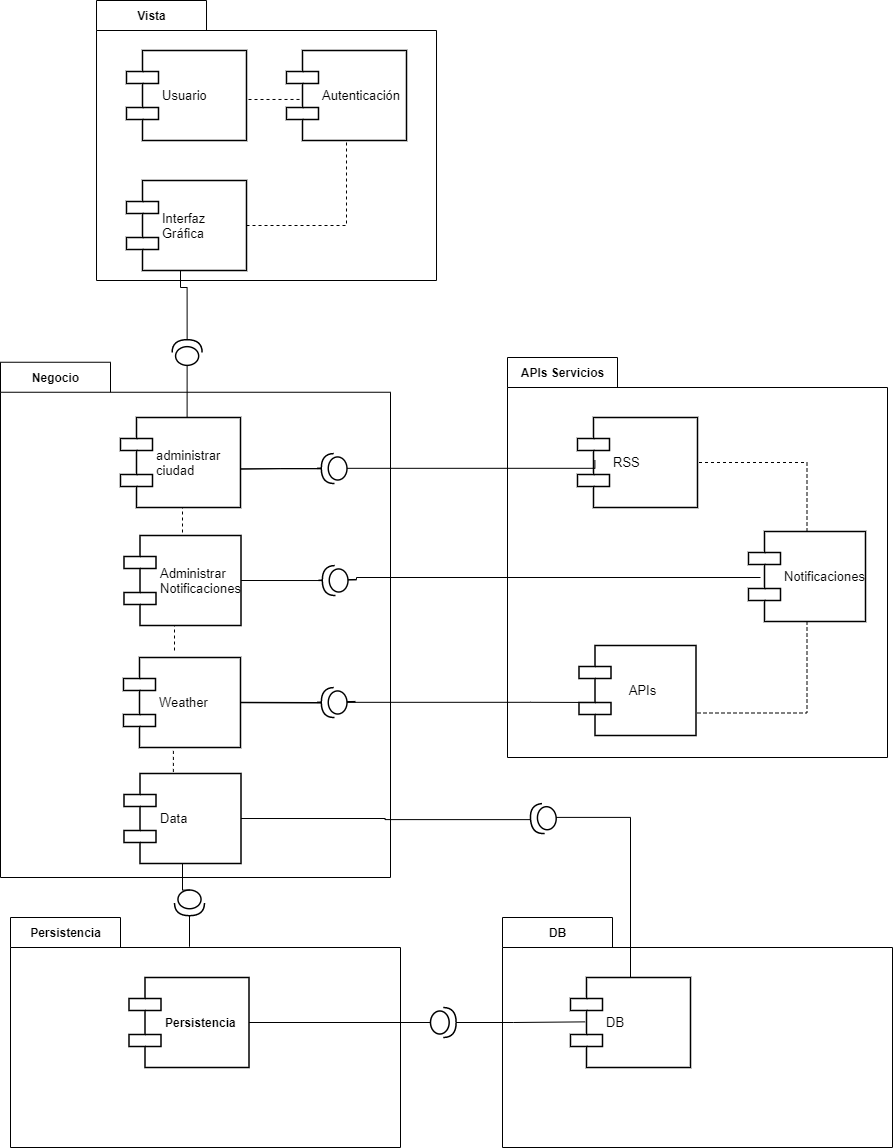 Vista
Usuario
Autenticación
Interfaz
Gráfica
Negocio
APIs Servicios
administrar
ciudad
RSS
Administrar
Notificaciones
Notificaciones
Weather
APIs
Data
Persistencia
DB
Persistencia
DB